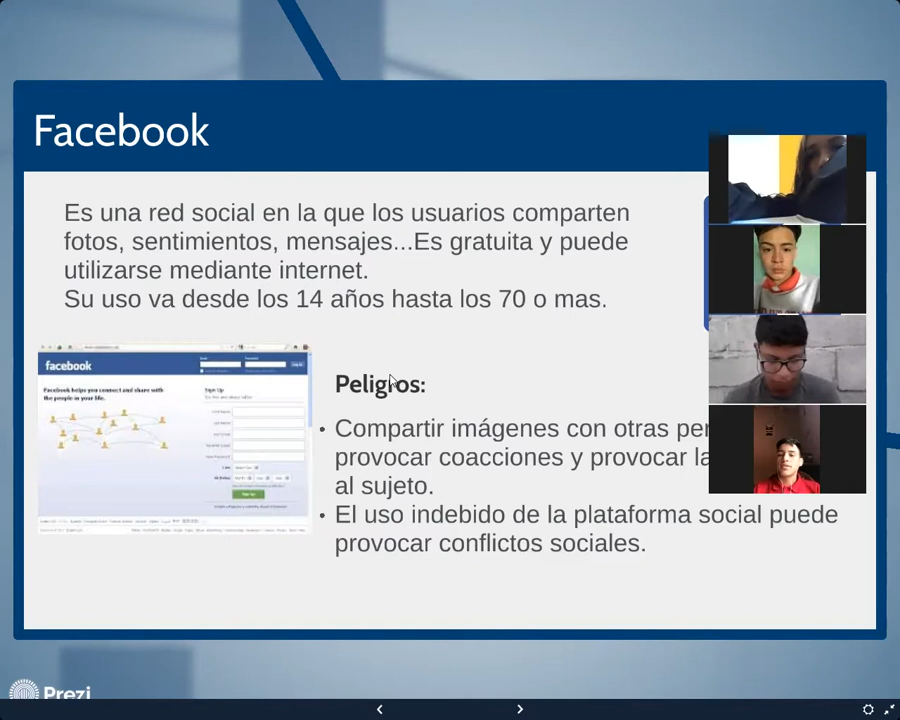 Facebook
Es una red social en la que los usuarios comparten
fotos, sentimientos, mensajes...Es gratuita y puede
utilizarse mediante internet.
Su uso va desde los 14 años hasta los 70 o mas.
facebook
Facebook helps you connect and share with
the people in your life.
Sign Up
Peligros:
• Compartir imágenes con otras per
provocar coacciones y provocar la
al sujeto.
• El uso indebido de la plataforma social puede
provocar conflictos sociales.
Prezi